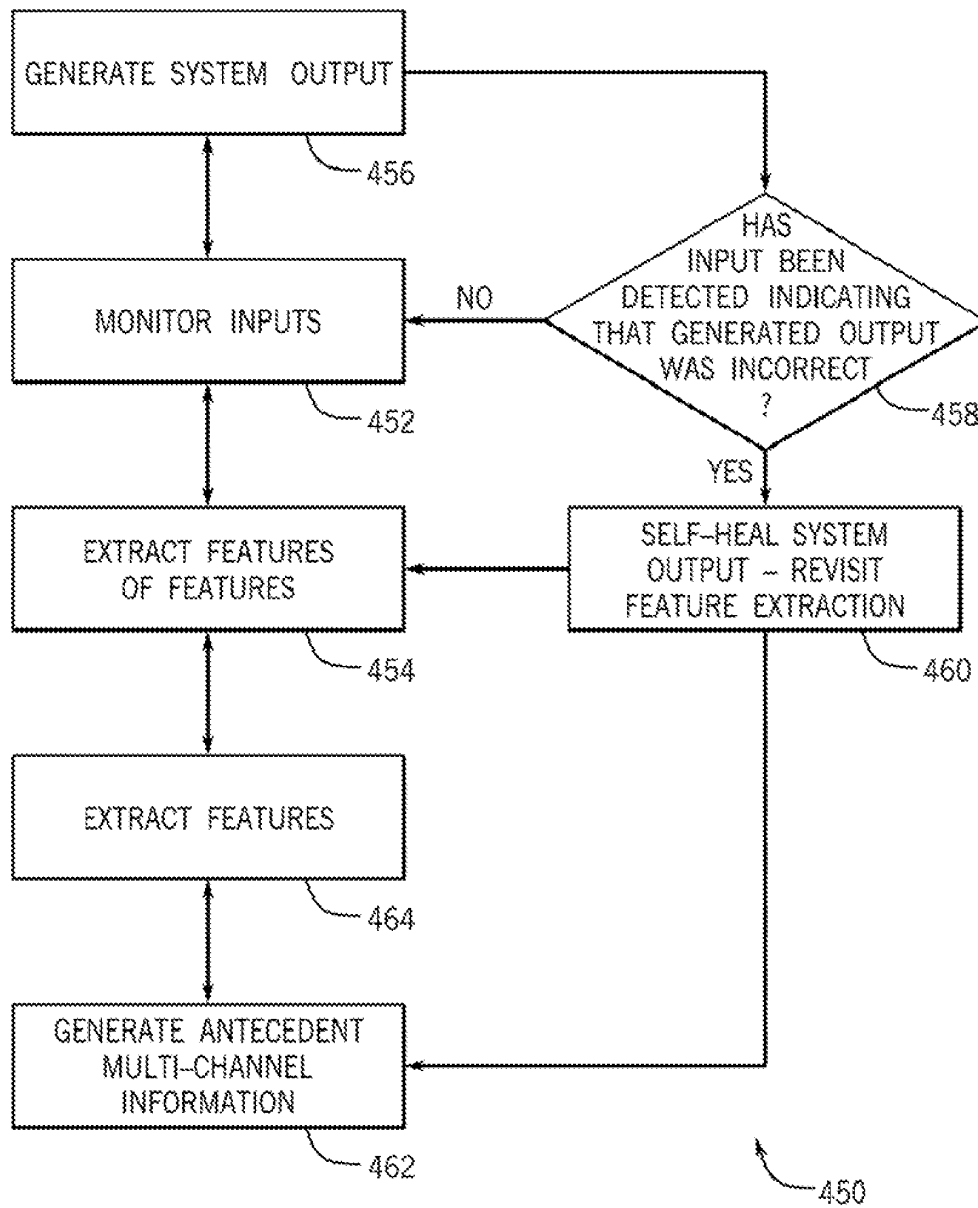 GENERATE SYSTEM OUTPUT
456
HAS
INPUT BEEN
DETECTED INDICATING
THAT GENERATED OUTPUT
WAS INCORRECT
?
458
NO
MONITOR INPUTS
452
YES
EXTRACT FEATURES
OF FEATURES
454
SELF-HEAL SYSTEM
OUTPUT - REVISIT
FEATURE EXTRACTION
460
EXTRACT FEATURES
464
GENERATE ANTECEDENT
MULTI-CHANNEL
INFORMATION
462
450